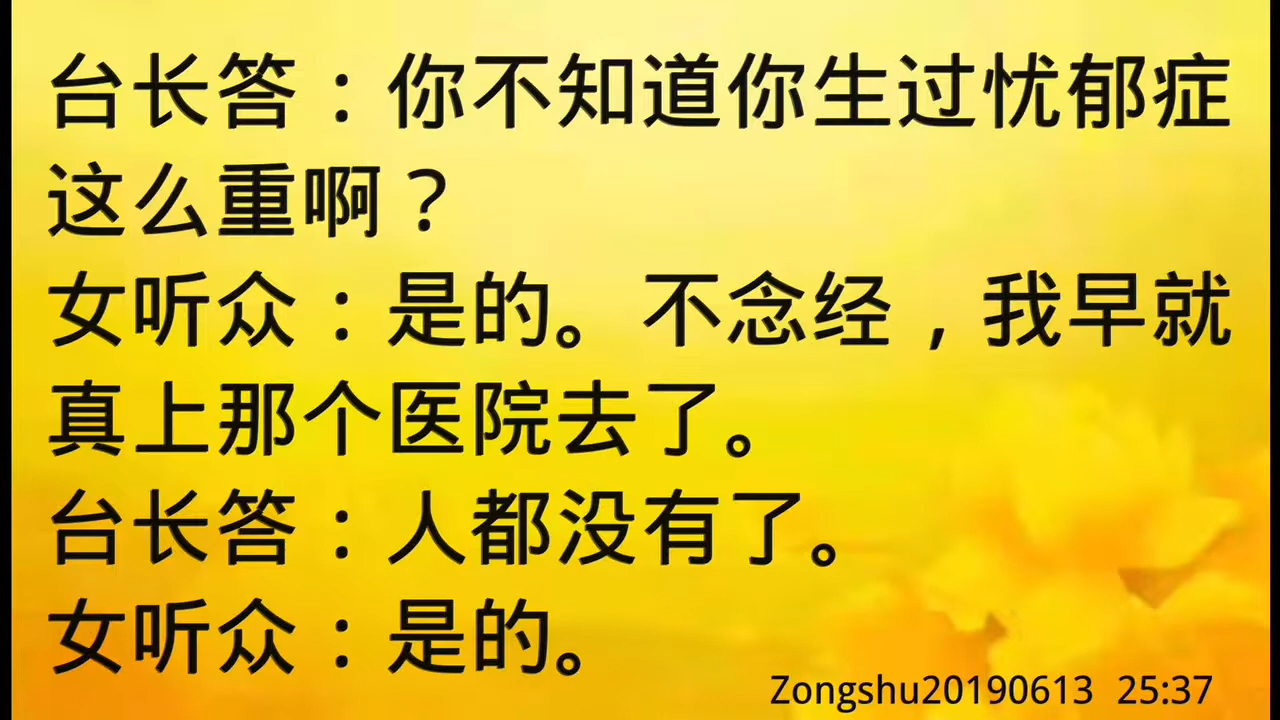 台长答：你不知道你生过忧郁症
这么重啊？
女听众：是的。不念经，我早就
真上那个医院去了。
台长答：人都没有了。
女听众：是的。
Zongshu20190613 25:37